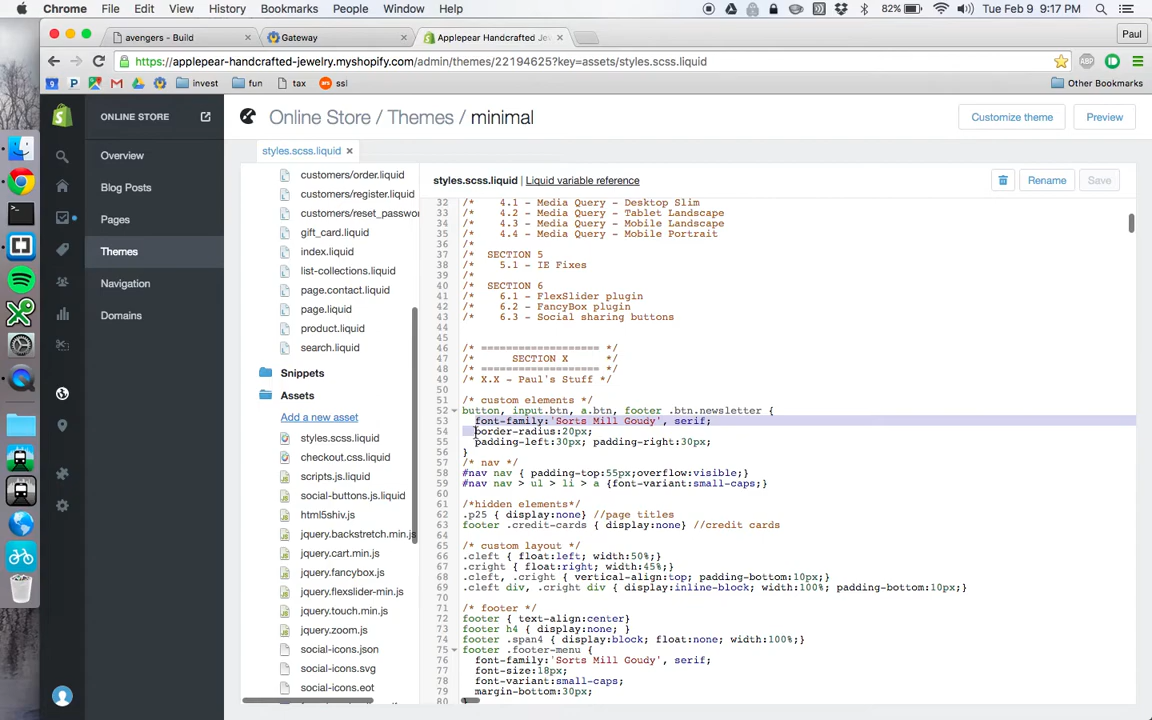 Chrome File Edit View History Bookmarks People Window Help 82% Tue Feb 9 9:17 PM
avengers - Build
Gateway
Applepear Handcrafted Jew
Paul
https://applepear-handcrafted-jewelry.myshopify.com/admin/themes/22194625?key=assets/styles.scss.liquid
ABP
9 P invest fun tax ssl Other Bookmarks
ONLINE STORE
Overview
Blog Posts
Pages
Themes
Navigation
Domains
Online Store / Themes / minimal
Customize theme Preview
styles.scss.liquid
customers/order.liquid
customers/register.liquid
customers/reset_passwor
gift_card.liquid
index.liquid
list-collections.liquid
page.contact.liquid
page.liquid
product.liquid
search.liquid
Snippets
Assets
Add a new asset
styles.scss.liquid
checkout.css.liquid
scripts.js.liquid
social-buttons.js.liquid
html5shiv.js
jquery.backstretch.min.js
jquery.cart.min.js
jquery.fancybox.js
jquery.flexslider-min.js
jquery.touch.min.js
jquery.zoom.js
social-icons.json
social-icons.svg
social-icons.eot
styles.scss.liquid | Liquid variable reference
Rename Save
32 /* 4.1 - Media Query - Desktop Slim
33 /* 4.2 - Media Query - Tablet Landscape
34 /* 4.3 - Media Query - Mobile Landscape
35 /* 4.4 - Media Query - Mobile Portrait
36 /*
37 /* SECTION 5
38 /* 5.1 - IE Fixes
39 /*
40 /* SECTION 6
41 /* 6.1 - FlexSlider plugin
42 /* 6.2 - FancyBox plugin
43 /* 6.3 - Social sharing buttons
44
45
46 /* =================== */
47 /* SECTION X */
48 /* =================== */
49 /* X.X - Paul's Stuff */
50
51 /* custom elements */
52 button, input.btn, a.btn, footer .btn.newsletter {
53 font-family:'Sorts Mill Goudy', serif;
54 border-radius:20px;
55 padding-left:30px; padding-right:30px;
56 }
57 /* nav */
58 #nav nav { padding-top:55px;overflow:visible;}
59 #nav nav > ul > li > a {font-variant:small-caps;}
60
61 /*hidden elements*/
62 .p25 { display:none} //page titles
63 footer .credit-cards { display:none} //credit cards
64
65 /* custom layout */
66 .cleft { float:left; width:50%;}
67 .cright { float:right; width:45%;}
68 .cleft, .cright { vertical-align:top; padding-bottom:10px;}
69 .cleft div, .cright div { display:inline-block; width:100%; padding-bottom:10px;}
70
71 /* footer */
72 footer { text-align:center}
73 footer h4 { display:none; }
74 footer .span4 { display:block; float:none; width:100%;}
75 footer .footer-menu {
76 font-family:'Sorts Mill Goudy', serif;
77 font-size:18px;
78 font-variant:small-caps;
79 margin-bottom:30px;
80